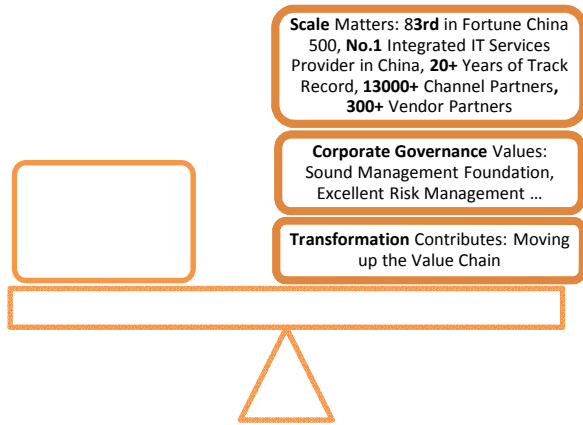 Scale Matters: 83rd in Fortune China
500, No.1 Integrated IT Services
Provider in China, 20+ Years of Track
Record, 13000+ Channel Partners,
300+ Vendor Partners
Corporate Governance Values:
Sound Management Foundation,
Excellent Risk Management ...
Transformation Contributes: Moving
up the Value Chain